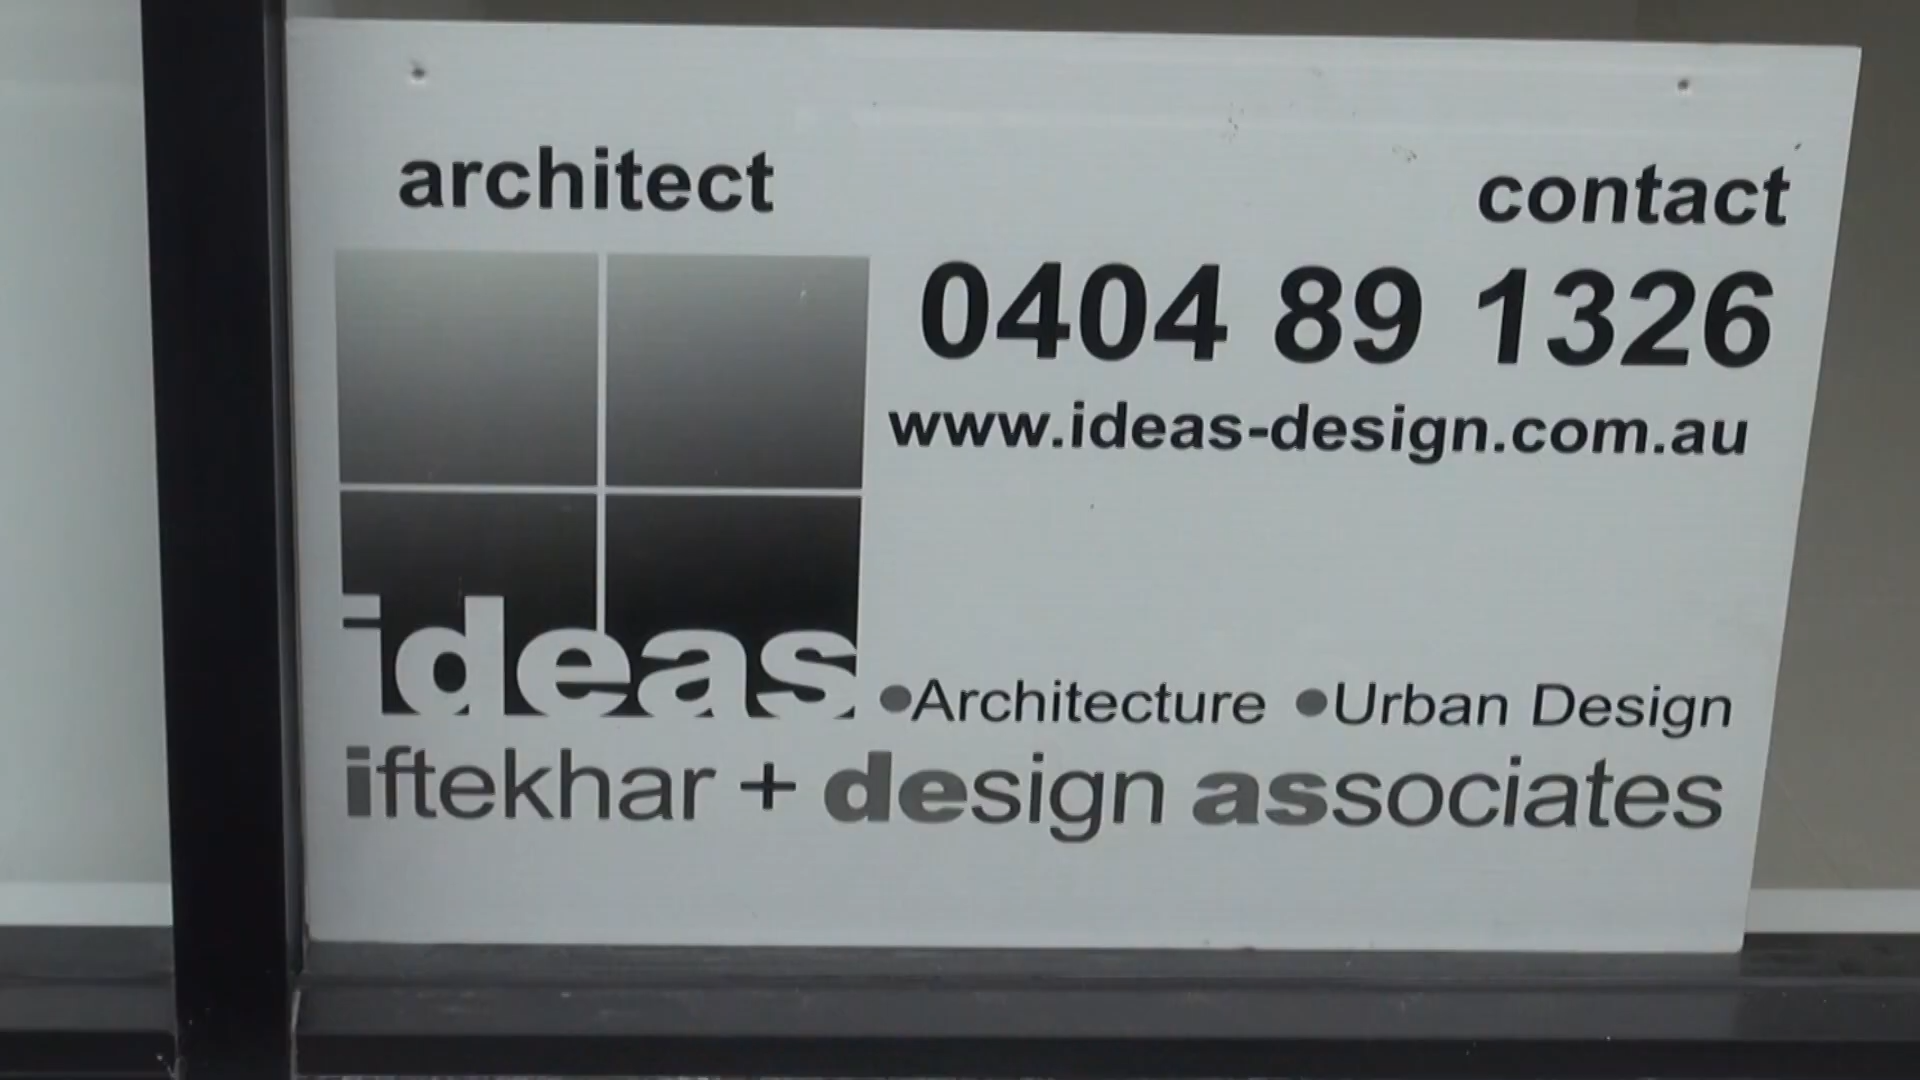 architect
contact
0404 89 1326
www.ideas-design.com.au
ideas
•Architecture •Urban Design
iftekhar + design associates